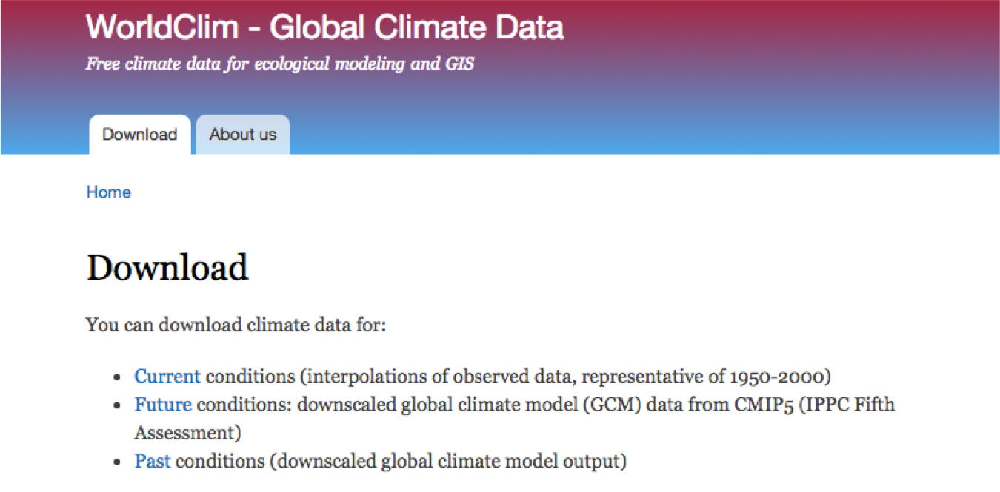 WorldClim - Global Climate Data
Free climate data for ecological modeling and GIS
Download
About us
Home
Download
You can download climate data for:
• Current conditions (interpolations of observed data, representative of 1950-2000)
• Future conditions: downscaled global climate model (GCM) data from CMIP5 (IPPC Fifth
Assessment)
• Past conditions (downscaled global climate model output)